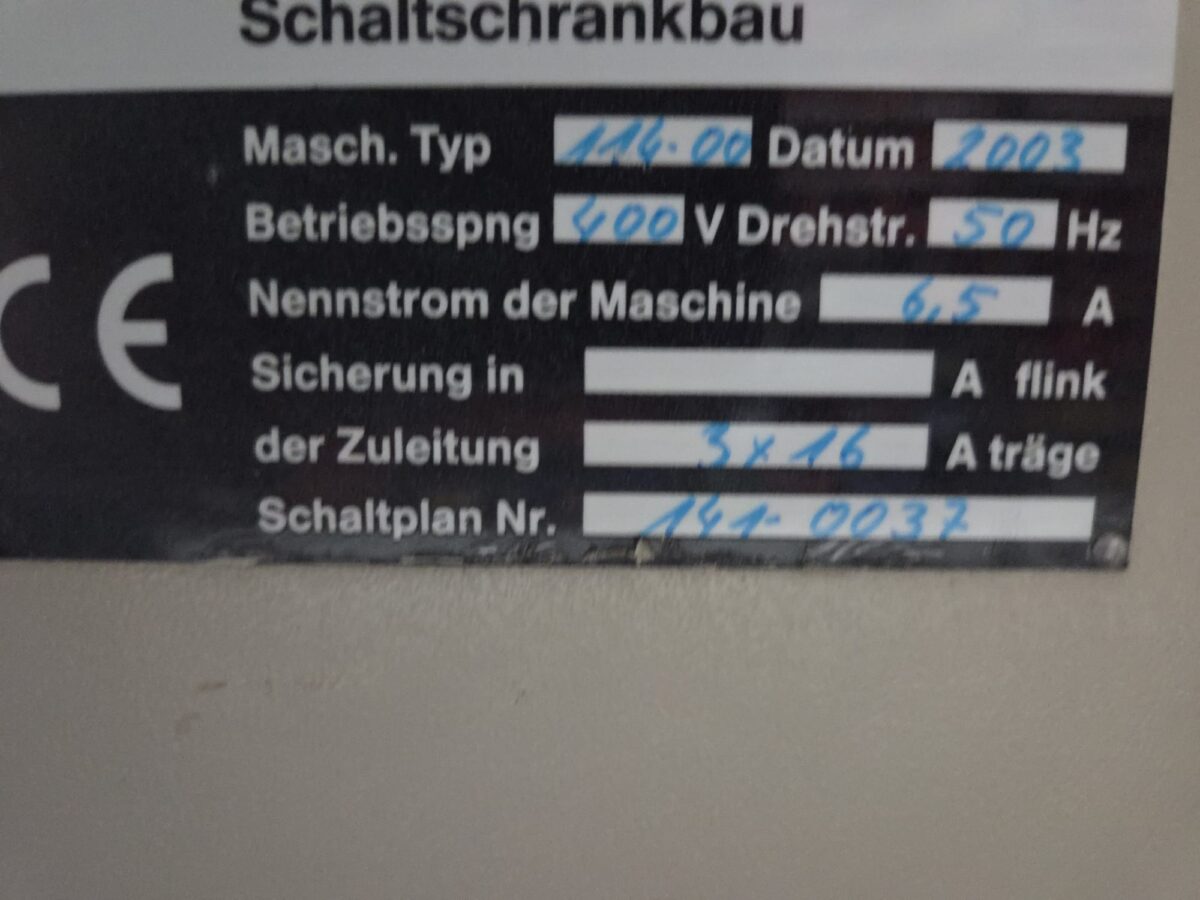 Schaltschrankbau
Masch. Typ 114-00 Datum 2003
Betriebsspng 400 V Drehstr. 50 Hz
Nennstrom der Maschine 6,5 A
Sicherung in A flink
der Zuleitung 3x16 A träge
Schaltplan Nr. 141-0037
CE